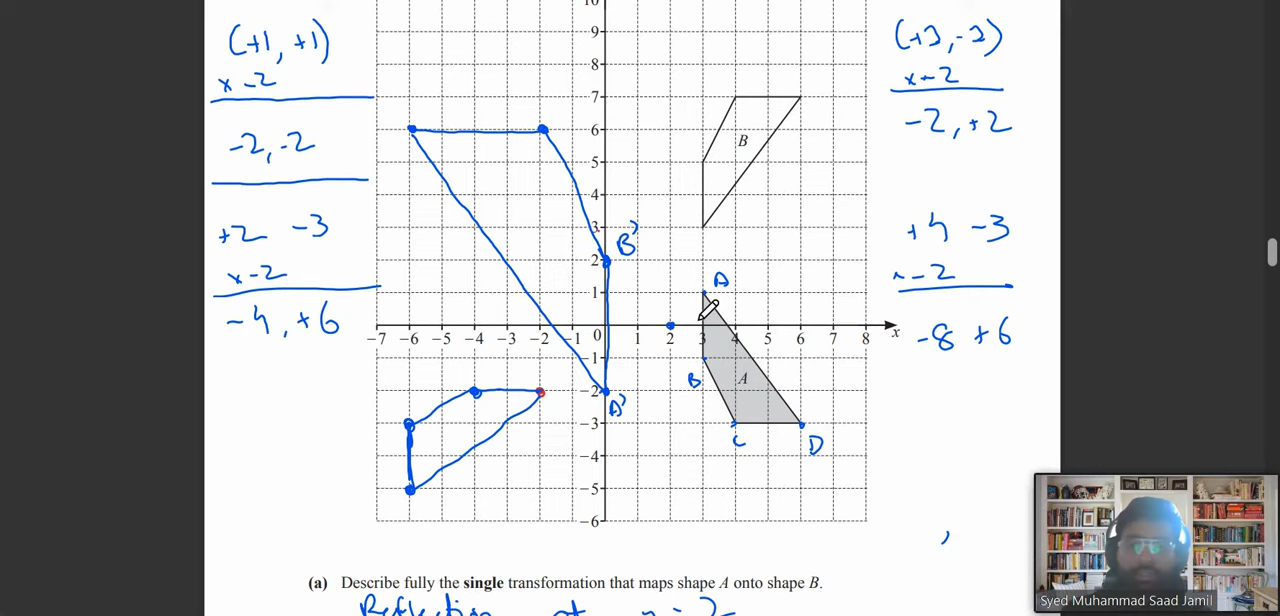 (+1, +1)
x -2
-2, -2
+2 -3
x -2
-4, +6
10
9
8
7
6
5
4
3
2
1
0
-1
-2
-3
-4
-5
-6
-7 -6 -5 -4 -3 -2 -1 1 2 3 4 5 6 7 8 x
B
B'
A
A'
B
A
C
D
x -2
-2, +2
+4 -3
x -2
-8 +6
,
(a) Describe fully the single transformation that maps shape A onto shape B.
Reflection at
Syed Muhammad Saad Jamil